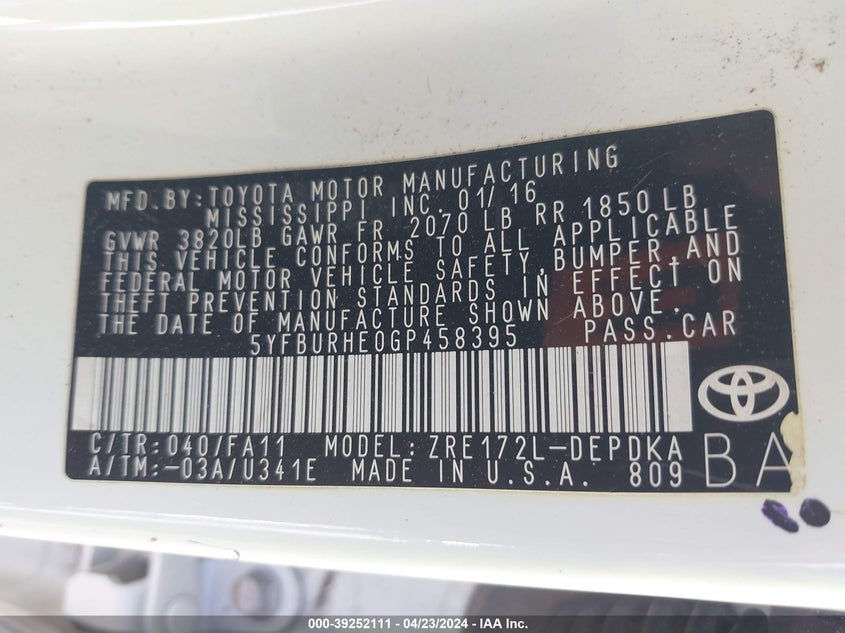 MFD.BY:TOYOTA MOTOR MANUFACTURING
MISSISSIPPI INC. 01/16
GVWR 3820LB GAWR FR 2070 LB RR 1850LB
THIS VEHICLE CONFORMS TO ALL APPLICABLE
FEDERAL MOTOR VEHICLE SAFETY,BUMPER,AND
THEFT PREVENTION STANDARDS IN EFFECT ON
THE DATE OF MANUFACTURE SHOWN ABOVE.
5YFBURHE0GP458395 PASS.CAR
C/TR:040/FA11 MODEL:ZRE172L-DEPDKA
A/TM:-03A/U341E MADE IN U.S.A. 809
BA
000-39252111 - 04/23/2024 - IAA Inc.